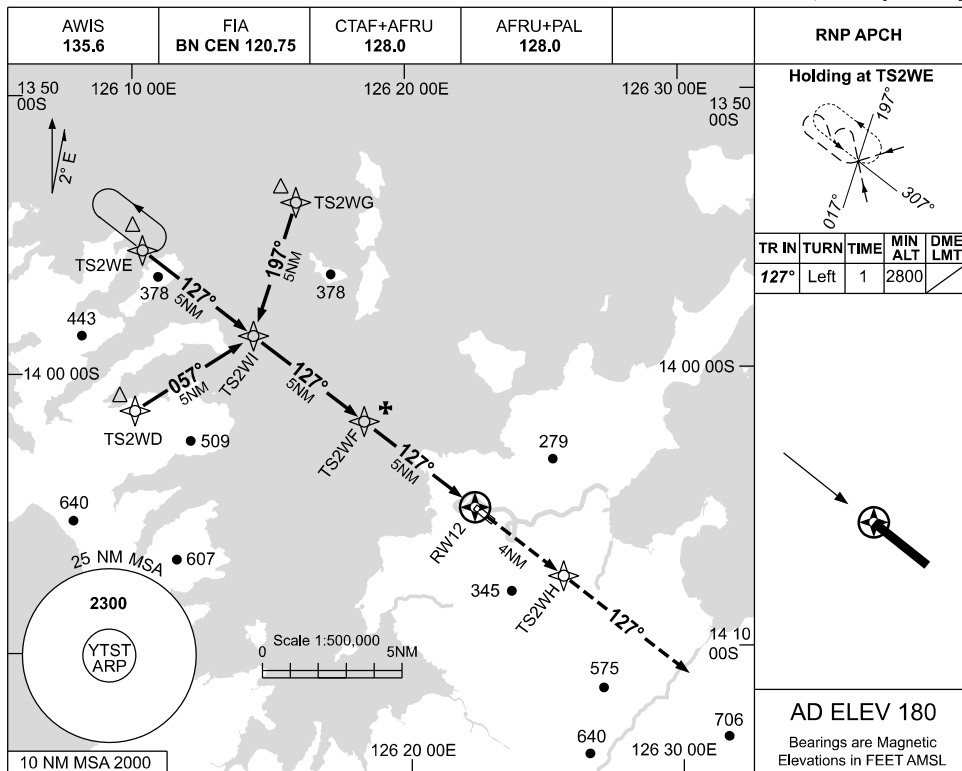 AWIS
135.6
FIA
BN CEN 120.75
CTAF+AFRU
128.0
AFRU+PAL
128.0
RNP APCH
13 50
00S
126 10 00E
126 20 00E
126 30 00E
13 50
00S
2° E
TS2WG
TS2WE
197°
5NM
127°
5NM
378
378
443
14 00 00S
14 00 00S
TS2WI
057°
5NM
127°
5NM
TS2WD
509
TS2WF
127°
5NM
279
640
607
RW12
4NM
345
TS2WH
127°
25 NM MSA
2300
YTST
ARP
Scale 1:500,000
0
5NM
14 10
00S
575
640
706
10 NM MSA 2000
126 20 00E
126 30 00E
Holding at TS2WE
197°
307°
017°
TR IN TURN TIME MIN ALT DME LMT
127° Left 1 2800
AD ELEV 180
Bearings are Magnetic
Elevations in FEET AMSL